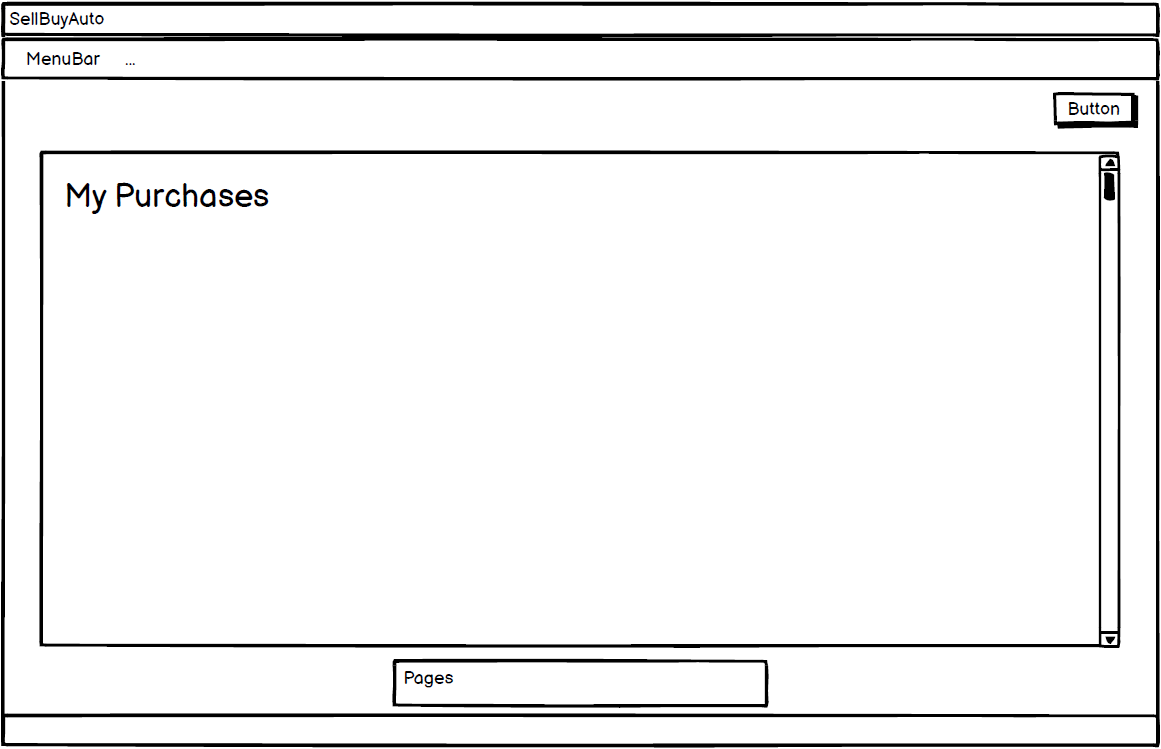 SellBuyAuto
MenuBar ...
Button
My Purchases
Pages